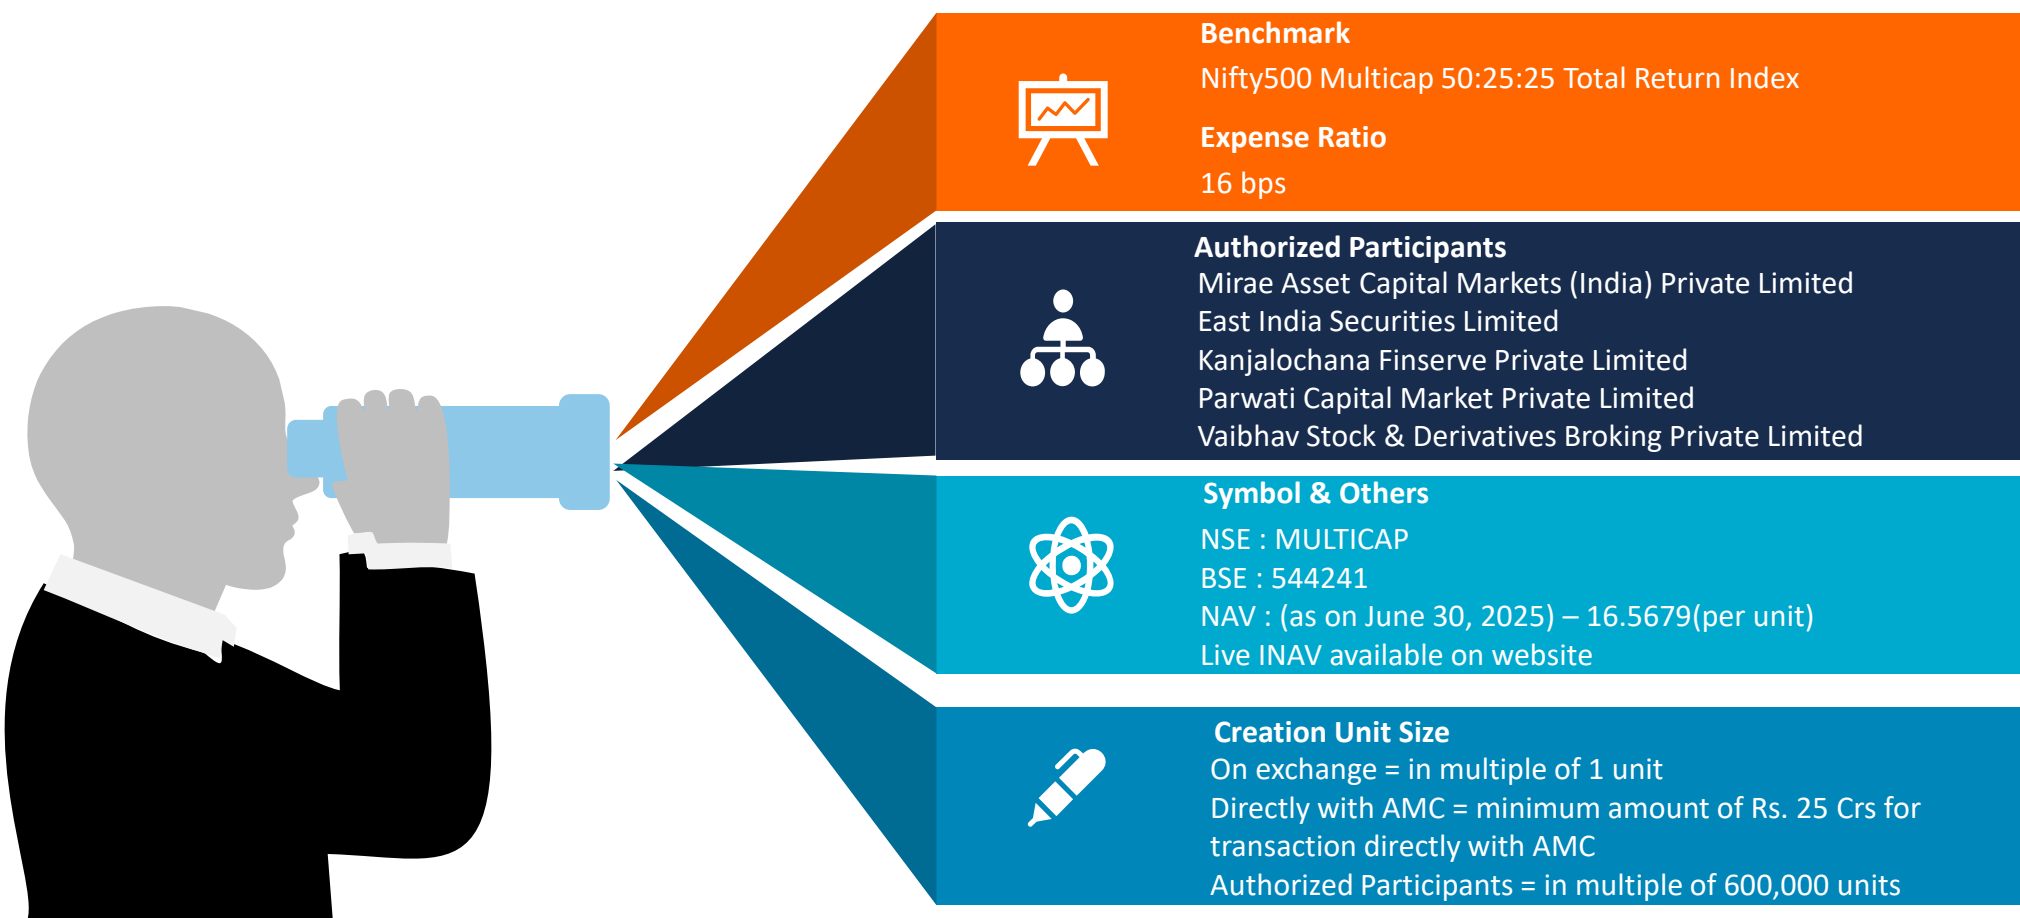 Benchmark
Nifty500 Multicap 50:25:25 Total Return Index
Expense Ratio
16 bps
Authorized Participants
Mirae Asset Capital Markets (India) Private Limited
East India Securities Limited
Kanjalochana Finserve Private Limited
Parwati Capital Market Private Limited
Vaibhav Stock & Derivatives Broking Private Limited
Symbol & Others
NSE : MULTICAP
BSE : 544241
NAV : (as on June 30, 2025) – 16.5679(per unit)
Live INAV available on website
Creation Unit Size
On exchange = in multiple of 1 unit
Directly with AMC = minimum amount of Rs. 25 Crs for
transaction directly with AMC
Authorized Participants = in multiple of 600,000 units